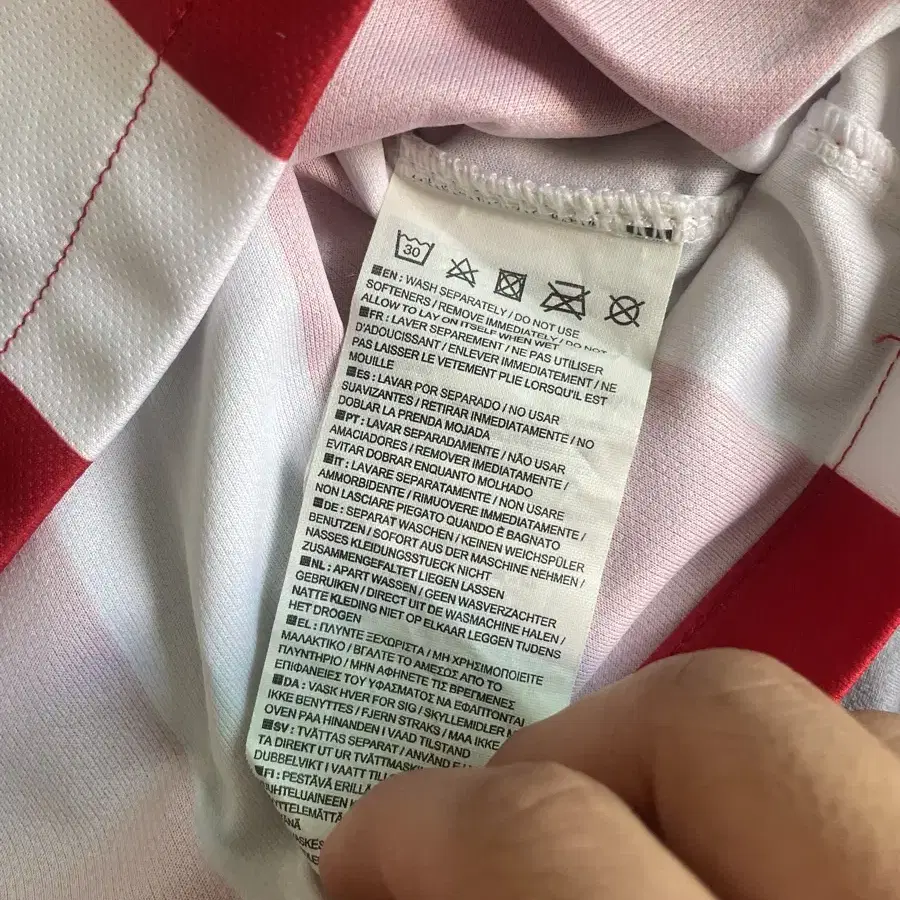 30
EN : WASH SEPARATELY / DO NOT USE
SOFTENERS / REMOVE IMMEDIATELY / DO NOT
ALLOW TO LAY ON ITSELF WHEN WET
FR : LAVER SEPAREMENT / NE PAS UTILISER
D'ADOUCISSANT / ENLEVER IMMEDIATEMENT / NE
PAS LAISSER LE VETEMENT PLIE LORSQU'IL EST
MOUILLE
ES : LAVAR POR SEPARADO / NO USAR
SUAVIZANTES / RETIRAR INMEDIATAMENTE / NO
DOBLAR LA PRENDA MOJADA
PT : LAVAR SEPARADAMENTE / NÃO USAR
AMACIADORES / REMOVER IMEDIATAMENTE /
EVITAR DOBRAR ENQUANTO MOLHADO
IT : LAVARE SEPARATAMENTE / NON USARE
AMMORBIDENTE / RIMUOVERE IMMEDIATAMENTE /
NON LASCIARE PIEGATO QUANDO È BAGNATO
DE : SEPARAT WASCHEN / KEINEN WEICHSPÜLER
BENUTZEN / SOFORT AUS DER MASCHINE NEHMEN /
NASSES KLEIDUNGSSTUECK NICHT
ZUSAMMENGEFALTET LIEGEN LASSEN
NL : APART WASSEN / GEEN WASVERZACHTER
GEBRUIKEN / DIRECT UIT DE WASMACHINE HALEN /
NATTE KLEDING NIET OP ELKAAR LEGGEN TIJDENS
HET DROGEN
EL : ΠΛΥΝΤΕ ΞΕΧΩΡΙΣΤΑ / ΜΗ ΧΡΗΣΙΜΟΠΟΙΕΙΤΕ
ΜΑΛΑΚΤΙΚΟ / ΒΓΑΛΤΕ ΤΟ ΑΜΕΣΩΣ ΑΠΟ ΤΟ
ΠΛΥΝΤΗΡΙΟ / ΜΗΝ ΑΦΗΝΕΤΕ ΤΙΣ ΒΡΕΓΜΕΝΕΣ
ΕΠΙΦΑΝΕΙΕΣ ΤΟΥ ΥΦΑΣΜΑΤΟΣ ΝΑ ΕΦΑΠΤΟΝΤΑΙ
DA : VASK HVER FOR SIG / SKYLLEMIDLER M
IKKE BENYTTES / FJERN STRAKS / MAA IKKE
OVEN PAA HINANDEN I VAAD TILSTAND
SV : TVÄTTAS SEPARAT / ANVÄND E
TA DIREKT UT UR TVÄTTMASK
DUBBELVIKT I VAATT TILL
FI : PESTÄVÄ ERILL
UHTELUAINEEN
TTELEMÄTTÄ